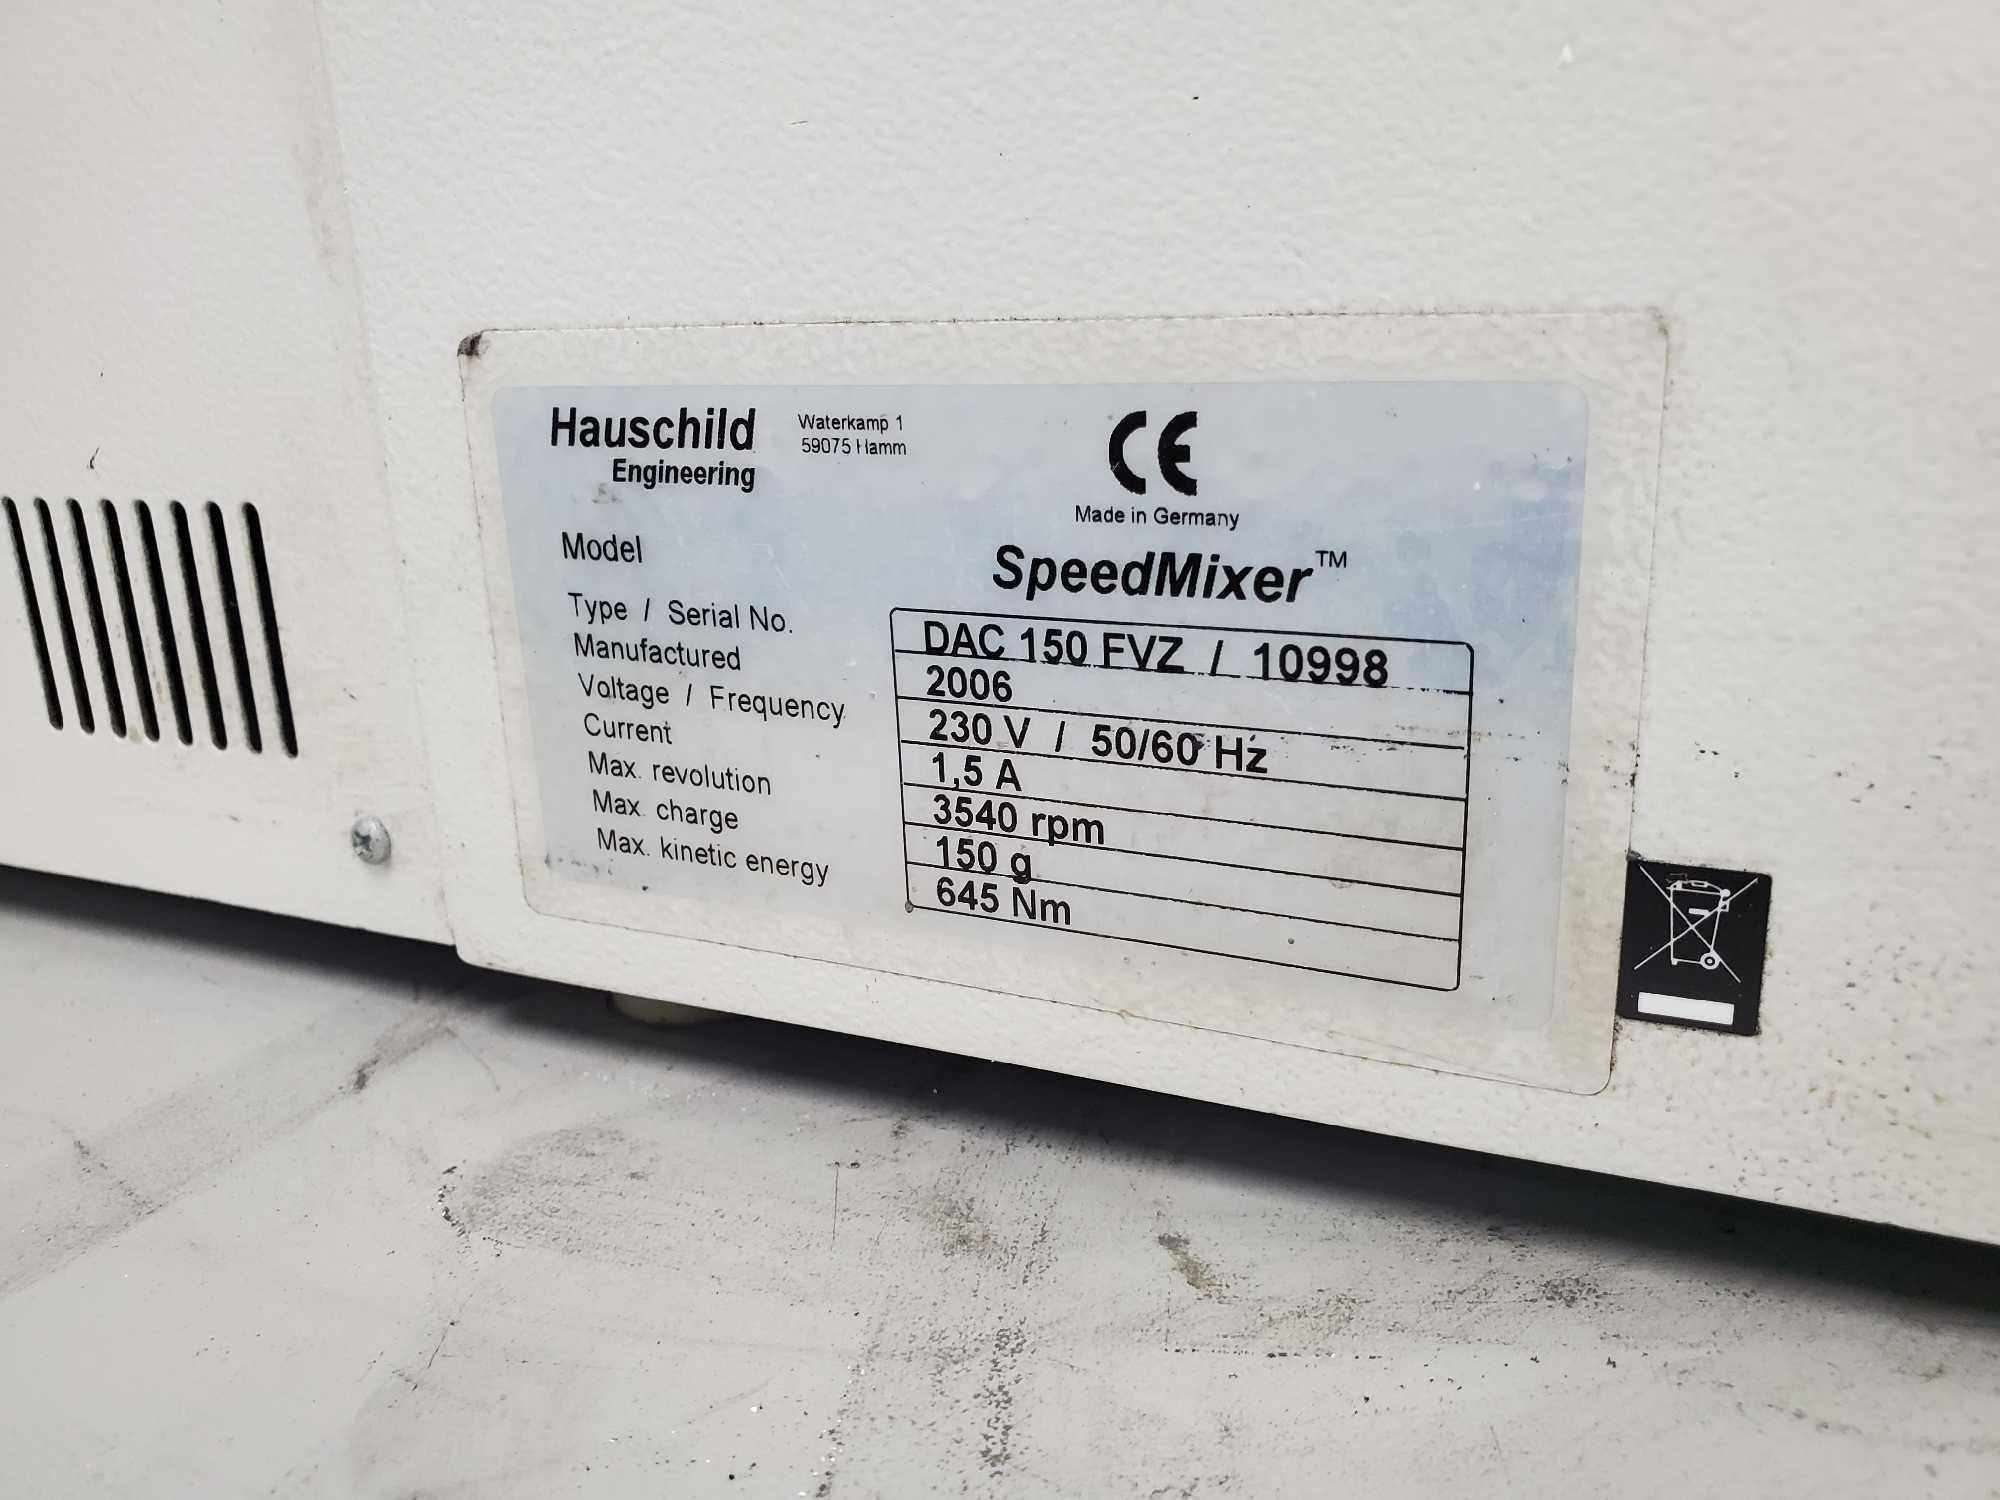 Hauschild
Engineering
Waterkamp 1
59075 Hamm
CE
Made in Germany
Model SpeedMixer™
Type / Serial No. DAC 150 FVZ / 10998
Manufactured 2006
Voltage / Frequency 230 V / 50/60 Hz
Current 1,5 A
Max. revolution 3540 rpm
Max. charge 150 g
Max. kinetic energy 645 Nm